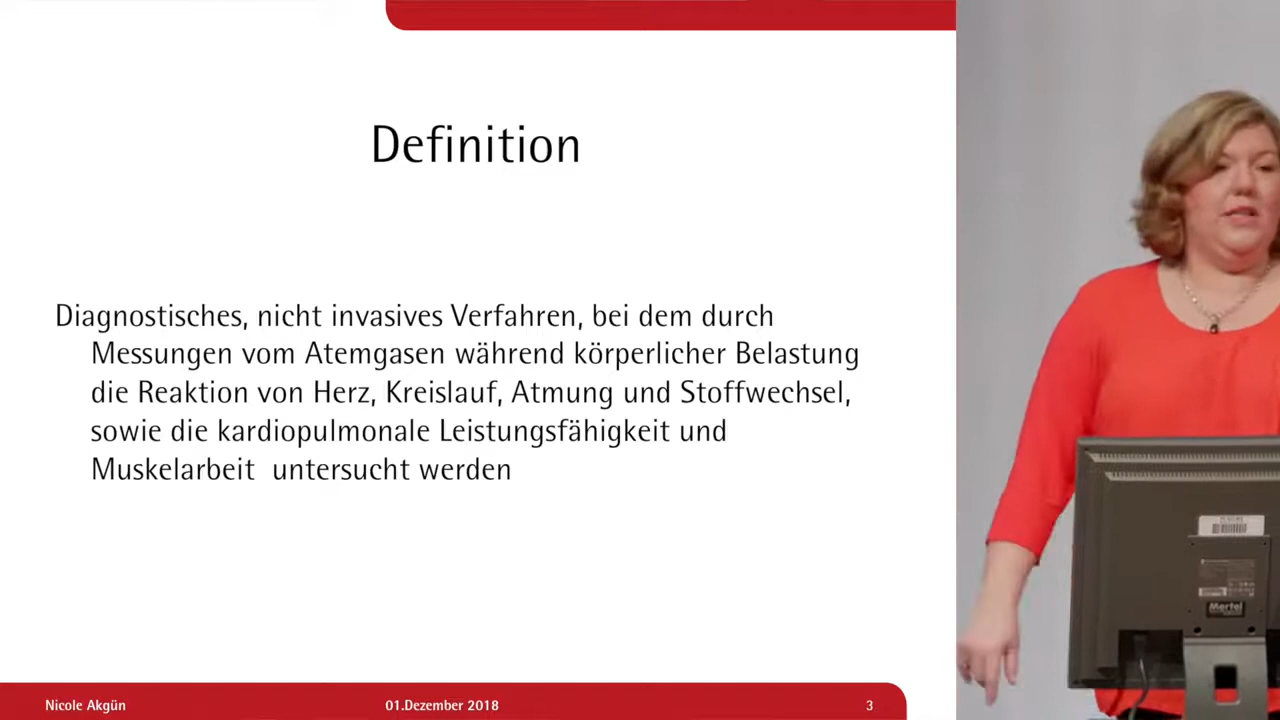 Definition
Diagnostisches, nicht invasives Verfahren, bei dem durch
Messungen vom Atemgasen während körperlicher Belastung
die Reaktion von Herz, Kreislauf, Atmung und Stoffwechsel,
sowie die kardiopulmonale Leistungsfähigkeit und
Muskelarbeit untersucht werden
Nicole Akgün
01.Dezember 2018
3
Mertel